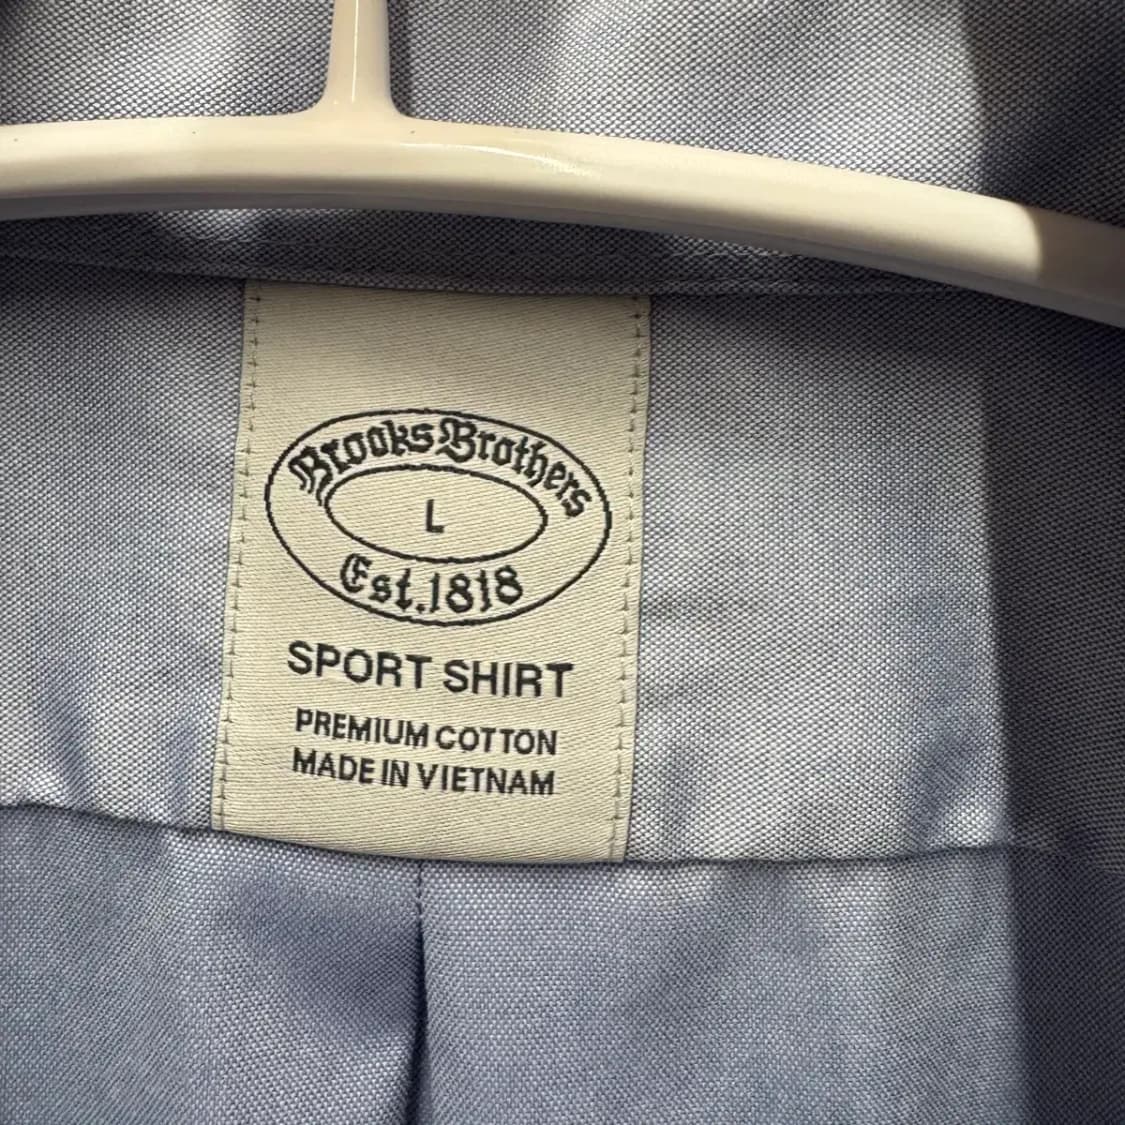 Brooks Brothers
L
Est.1818
SPORT SHIRT
PREMIUM COTTON
MADE IN VIETNAM